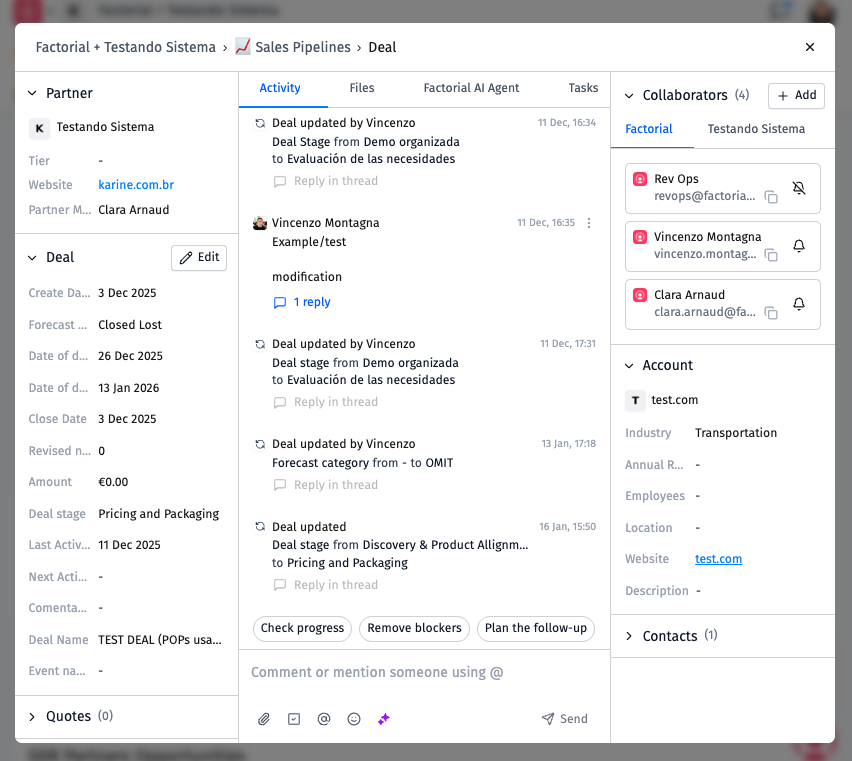 Factorial + Testando Sistema
Factorial + Testando Sistema › Sales Pipelines › Deal
Partner
K Testando Sistema
Tier -
Website karine.com.br
Partner M... Clara Arnaud
Deal
Edit
Create Da... 3 Dec 2025
Forecast ... Closed Lost
Date of d... 26 Dec 2025
Date of d... 13 Jan 2026
Close Date 3 Dec 2025
Revised n... 0
Amount €0.00
Deal stage Pricing and Packaging
Last Activ... 11 Dec 2025
Next Acti... -
Comenta... -
Deal Name TEST DEAL (POPs usa...
Event na... -
Quotes (0)
Activity Files Factorial AI Agent Tasks
Deal updated by Vincenzo 11 Dec, 16:34
Deal Stage from Demo organizada
to Evaluación de las necesidades
Reply in thread
Vincenzo Montagna 11 Dec, 16:35
Example/test
modification
1 reply
Deal updated by Vincenzo 11 Dec, 17:31
Deal stage from Demo organizada
to Evaluación de las necesidades
Reply in thread
Deal updated by Vincenzo 13 Jan, 17:18
Forecast category from - to OMIT
Reply in thread
Deal updated 16 Jan, 15:50
Deal stage from Discovery & Product Allignm...
to Pricing and Packaging
Reply in thread
Check progress Remove blockers Plan the follow-up
Comment or mention someone using @
Send
Collaborators (4) + Add
Factorial Testando Sistema
Rev Ops
revops@factoria...
Vincenzo Montagna
vincenzo.montag...
Clara Arnaud
clara.arnaud@fa...
Account
T test.com
Industry Transportation
Annual R... -
Employees -
Location -
Website test.com
Description -
Contacts (1)
SDR Partners Opportunities